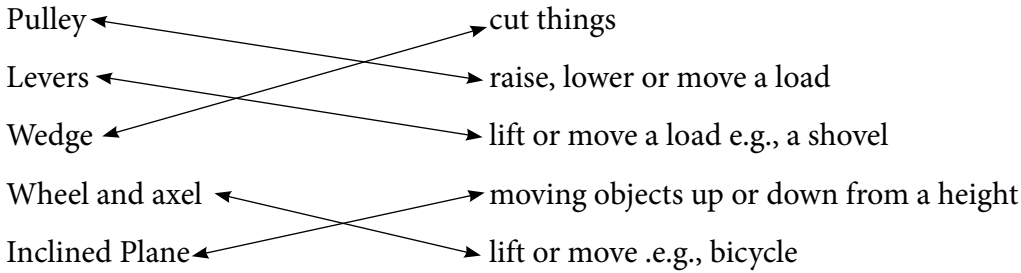 Pulley cut things
Levers raise, lower or move a load
Wedge lift or move a load e.g., a shovel
Wheel and axel moving objects up or down from a height
Inclined Plane lift or move .e.g., bicycle